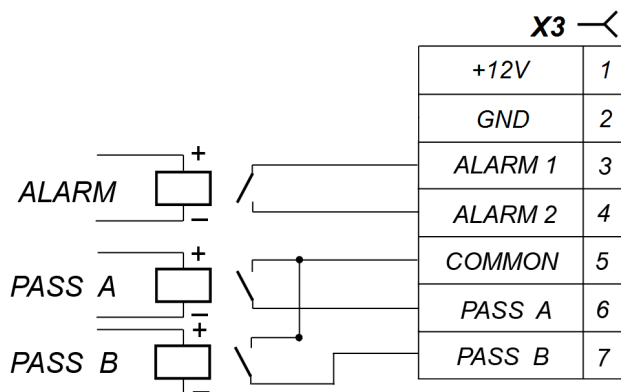 X3
+12V 1
GND 2
ALARM 1 3
ALARM 2 4
COMMON 5
PASS A 6
PASS B 7
+
ALARM
−
+
PASS A
−
+
PASS B
−